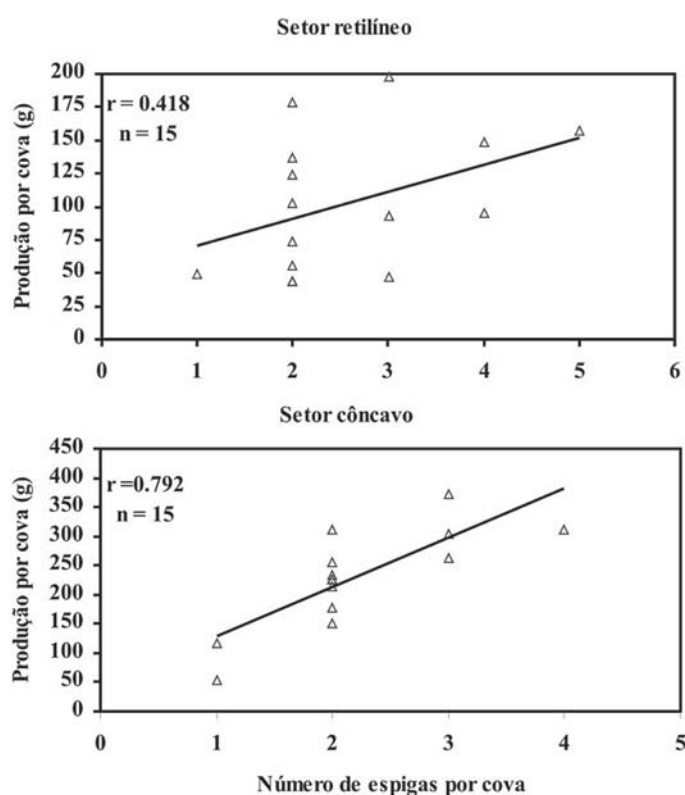 Setor retilíneo
200
175
150
125
100
75
50
25
0
r = 0.418
n = 15
Produção por cova (g)
0 1 2 3 4 5 6
Setor côncavo
450
400
350
300
250
200
150
100
50
0
r =0.792
n = 15
Produção por cova (g)
0 1 2 3 4 5
Número de espigas por cova